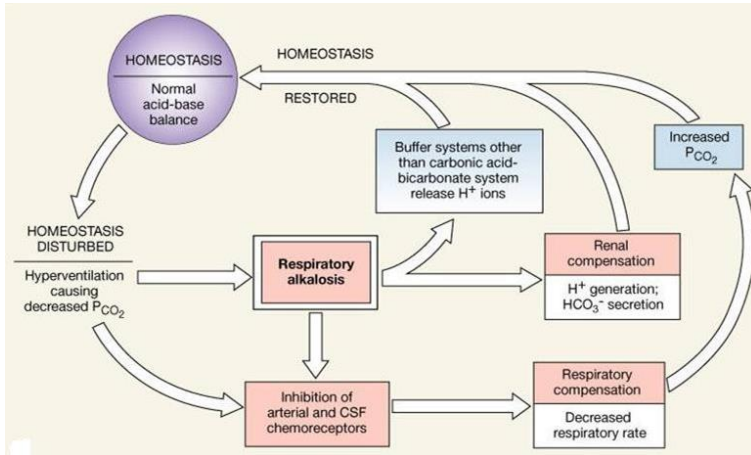 HOMEOSTASIS
Normal
acid-base
balance
HOMEOSTASIS
RESTORED
Buffer systems other
than carbonic acid-
bicarbonate system
release H⁺ ions
Increased
P_CO₂
HOMEOSTASIS
DISTURBED
Hyperventilation
causing
decreased P_CO₂
Respiratory
alkalosis
Renal
compensation
H⁺ generation;
HCO₃⁻ secretion
Inhibition of
arterial and CSF
chemoreceptors
Respiratory
compensation
Decreased
respiratory rate